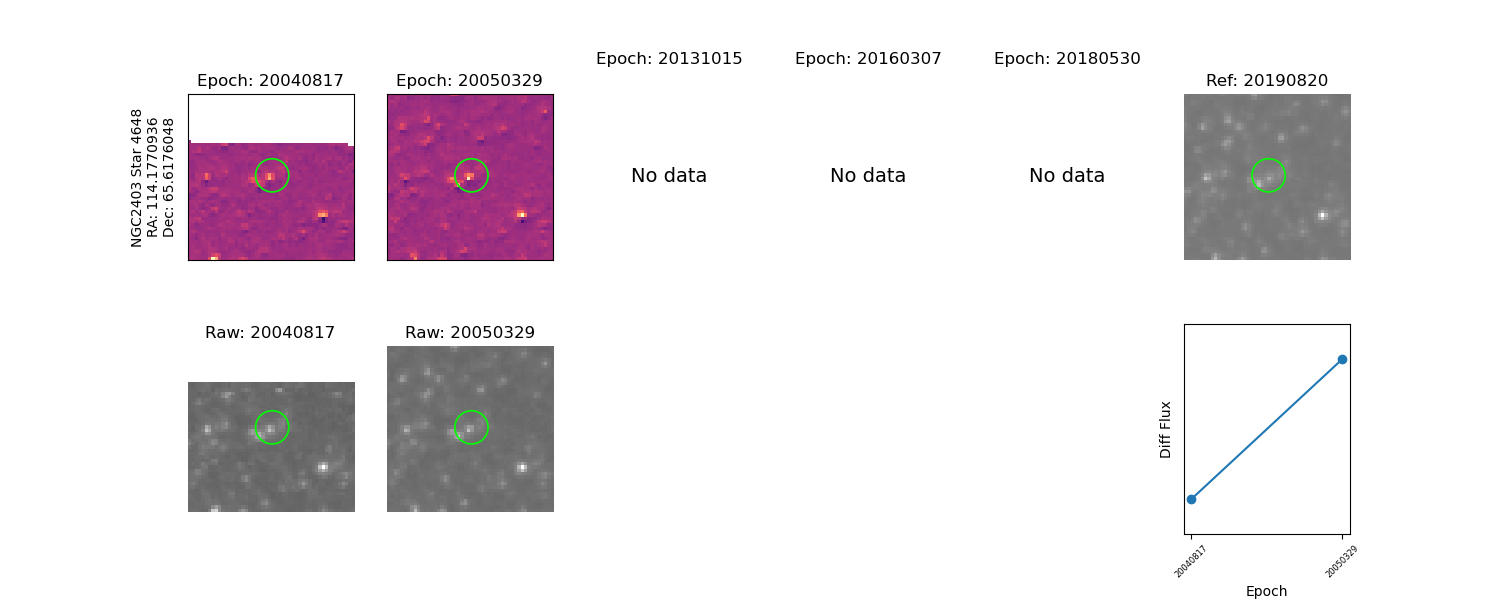 Epoch: 20040817
Epoch: 20050329
Epoch: 20131015
Epoch: 20160307
Epoch: 20180530
Ref: 20190820
NGC2403 Star 4648
RA: 114.1770936
Dec: 65.6176048
No data
No data
No data
Raw: 20040817
Raw: 20050329
Diff Flux
20040817
20050329
Epoch